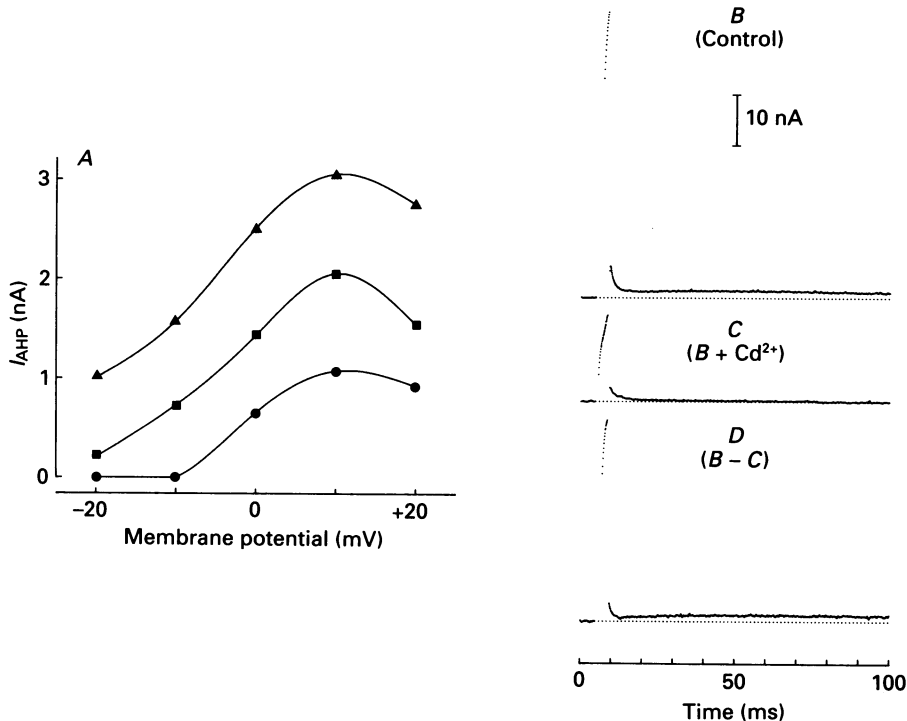 A
3
2
1
0
I_AHP (nA)
−20
0
+20
Membrane potential (mV)
B
(Control)
10 nA
C
(B + Cd²⁺)
D
(B – C)
0
50
100
Time (ms)